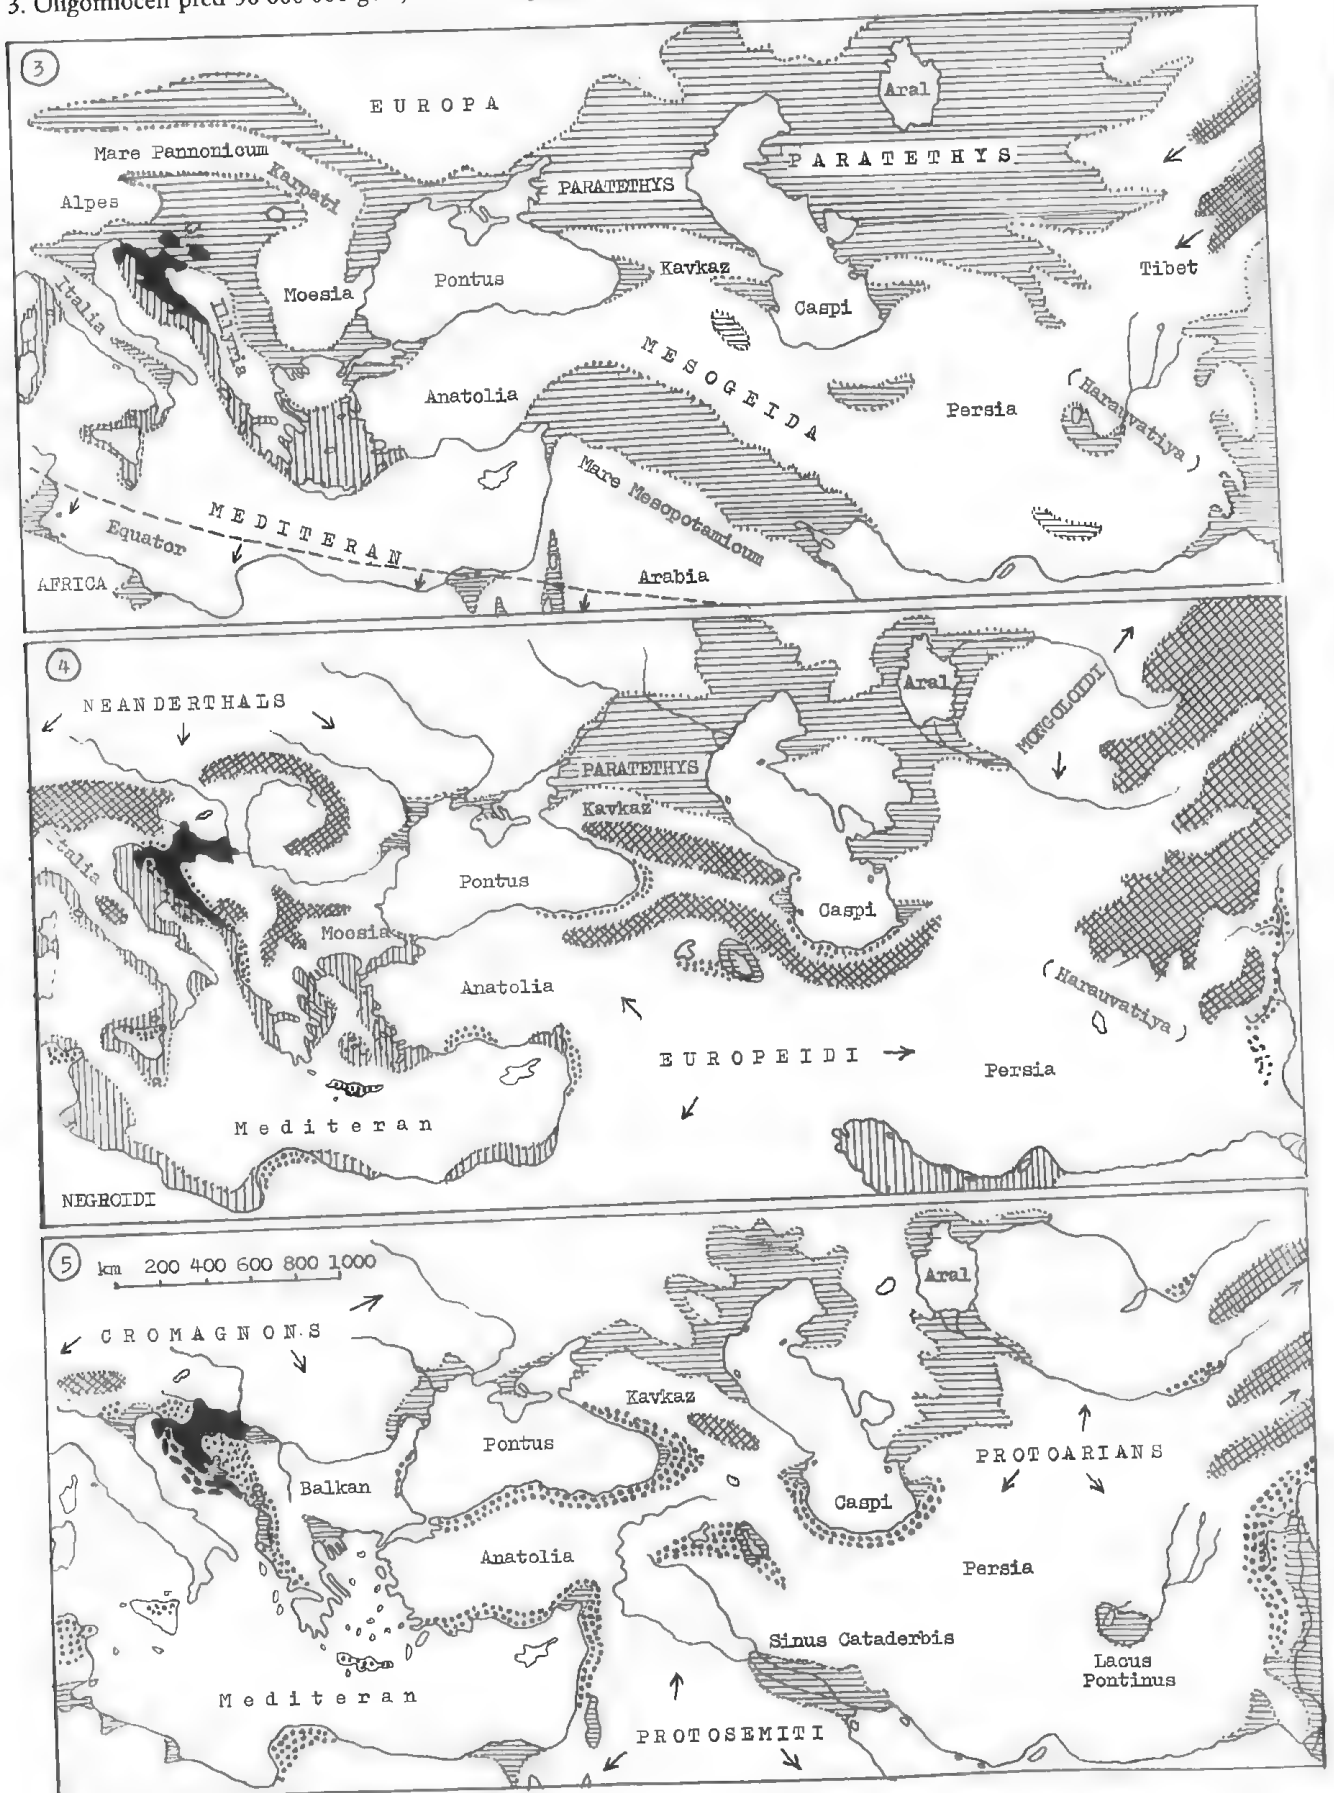 3. Oligomiocen pred
3
EUROPA
Aral
Mare Pannonicum
PARATETHYS
Karpati
PARATETHYS
Alpes
Kavkaz
Tibet
Italia
Moesia
Pontus
Caspi
Illyria
MESOGEIDA
Anatolia
Persia
(Harauvatiya)
Mare Mesopotamicum
MEDITERAN
Equator
AFRICA
Arabia
4
NEANDERTHALS
Aral
MONGOLOIDI
PARATETHYS
Kavkaz
Italia
Pontus
Caspi
Moesia
(Harauvatiya)
Anatolia
EUROPEIDI
Persia
Mediteran
NEGROIDI
5
km 200 400 600 800 1000
Aral
CROMAGNONS
Kavkaz
Pontus
PROTOARIANS
Balkan
Caspi
Anatolia
Persia
Sinus Cataderbis
Lacus
Pontinus
Mediteran
PROTOSEMITI